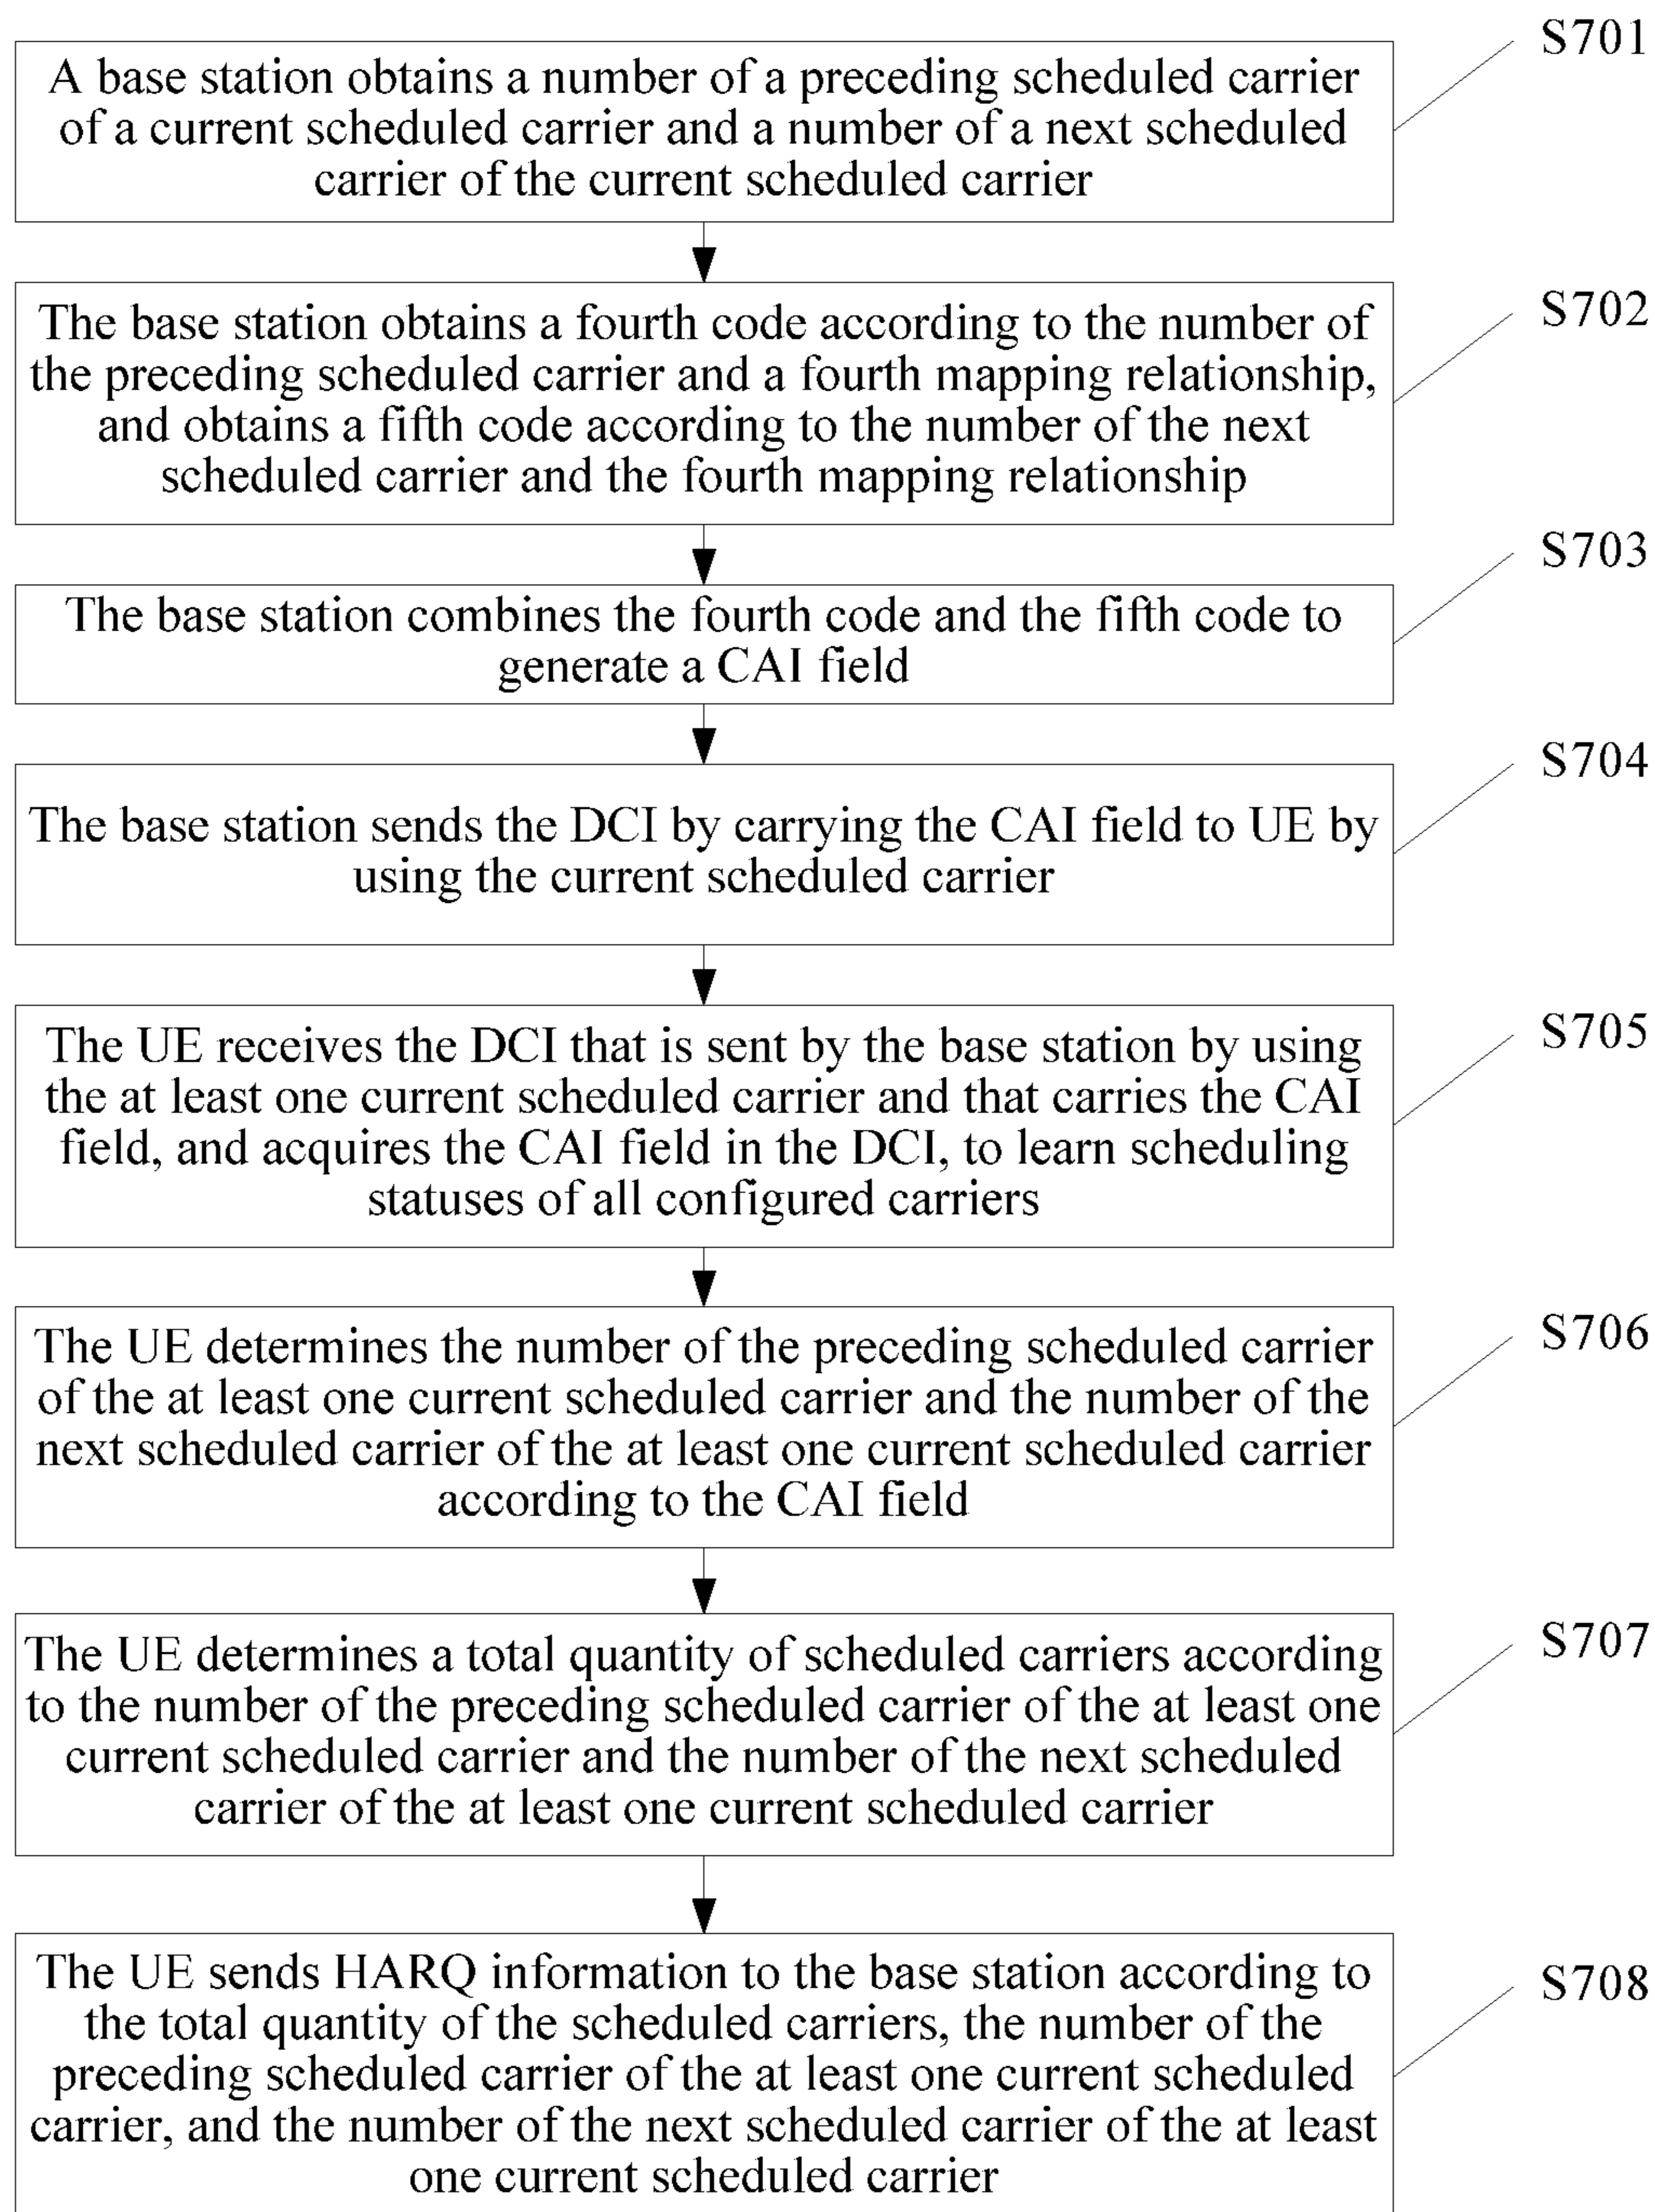 S701
A base station obtains a number of a preceding scheduled carrier
of a current scheduled carrier and a number of a next scheduled
carrier of the current scheduled carrier
S702
The base station obtains a fourth code according to the number of
the preceding scheduled carrier and a fourth mapping relationship,
and obtains a fifth code according to the number of the next
scheduled carrier and the fourth mapping relationship
S703
The base station combines the fourth code and the fifth code to
generate a CAI field
S704
The base station sends the DCI by carrying the CAI field to UE by
using the current scheduled carrier
S705
The UE receives the DCI that is sent by the base station by using
the at least one current scheduled carrier and that carries the CAI
field, and acquires the CAI field in the DCI, to learn scheduling
statuses of all configured carriers
S706
The UE determines the number of the preceding scheduled carrier
of the at least one current scheduled carrier and the number of the
next scheduled carrier of the at least one current scheduled carrier
according to the CAI field
S707
The UE determines a total quantity of scheduled carriers according
to the number of the preceding scheduled carrier of the at least one
current scheduled carrier and the number of the next scheduled
carrier of the at least one current scheduled carrier
S708
The UE sends HARQ information to the base station according to
the total quantity of the scheduled carriers, the number of the
preceding scheduled carrier of the at least one current scheduled
carrier, and the number of the next scheduled carrier of the at least
one current scheduled carrier